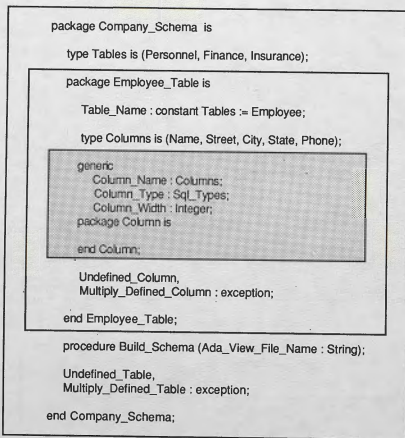 package Company_Schema is
type Tables is (Personnel, Finance, Insurance);
package Employee_Table is
Table_Name : constant Tables := Employee;
type Columns is (Name, Street, City, State, Phone);
generic
Column_Name : Columns;
Column_Type : Sql_Types;
Column_Width : Integer;
package Column is
end Column;
Undefined_Column,
Multiply_Defined_Column : exception;
end Employee_Table;
procedure Build_Schema (Ada_View_File_Name : String);
Undefined_Table,
Multiply_Defined_Table : exception;
end Company_Schema;